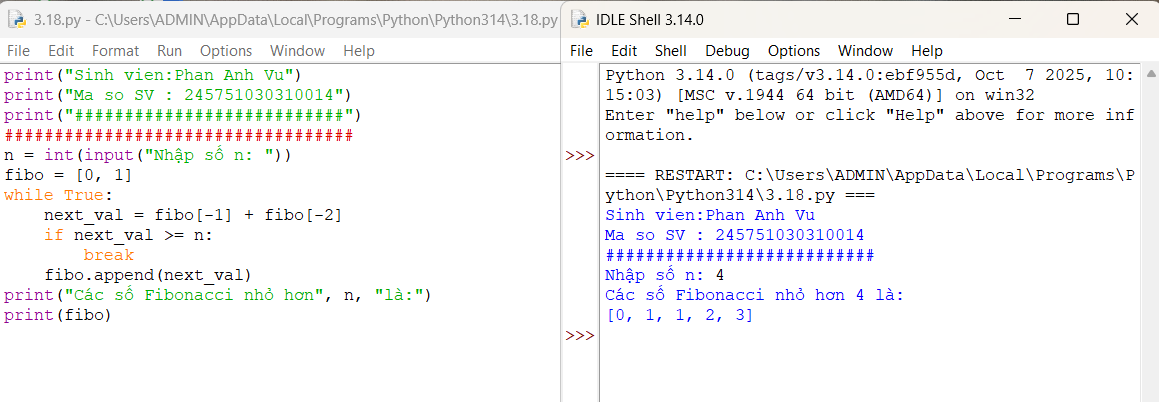 3.18.py - C:\Users\ADMIN\AppData\Local\Programs\Python\Python314\3.18.py
File Edit Format Run Options Window Help
print("Sinh vien:Phan Anh Vu")
print("Ma so SV : 245751030310014")
print("###########################")
###################################
n = int(input("Nhập số n: "))
fibo = [0, 1]
while True:
    next_val = fibo[-1] + fibo[-2]
    if next_val >= n:
        break
    fibo.append(next_val)
print("Các số Fibonacci nhỏ hơn", n, "là:")
print(fibo)
IDLE Shell 3.14.0
File Edit Shell Debug Options Window Help
Python 3.14.0 (tags/v3.14.0:ebf955d, Oct  7 2025, 10:
15:03) [MSC v.1944 64 bit (AMD64)] on win32
Enter "help" below or click "Help" above for more inf
ormation.
>>>
==== RESTART: C:\Users\ADMIN\AppData\Local\Programs\P
ython\Python314\3.18.py ===
Sinh vien:Phan Anh Vu
Ma so SV : 245751030310014
###########################
Nhập số n: 4
Các số Fibonacci nhỏ hơn 4 là:
[0, 1, 1, 2, 3]
>>>